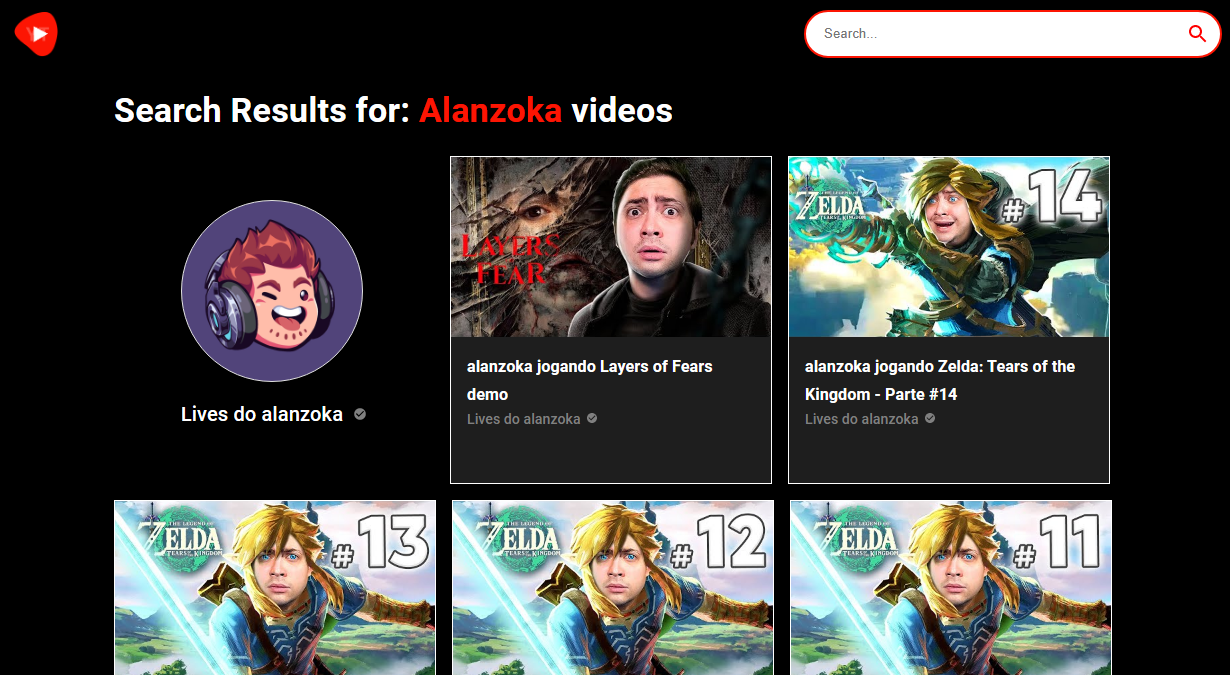 Search...
Search Results for: Alanzoka videos
LAYERS OF FEAR
THE LEGEND OF
ZELDA
TEARS OF THE KINGDOM
#14
Lives do alanzoka
alanzoka jogando Layers of Fears
demo
Lives do alanzoka
alanzoka jogando Zelda: Tears of the
Kingdom - Parte #14
Lives do alanzoka
THE LEGEND OF
ZELDA
TEARS OF THE KINGDOM
#13
THE LEGEND OF
ZELDA
TEARS OF THE KINGDOM
#12
THE LEGEND OF
ZELDA
TEARS OF THE KINGDOM
#11